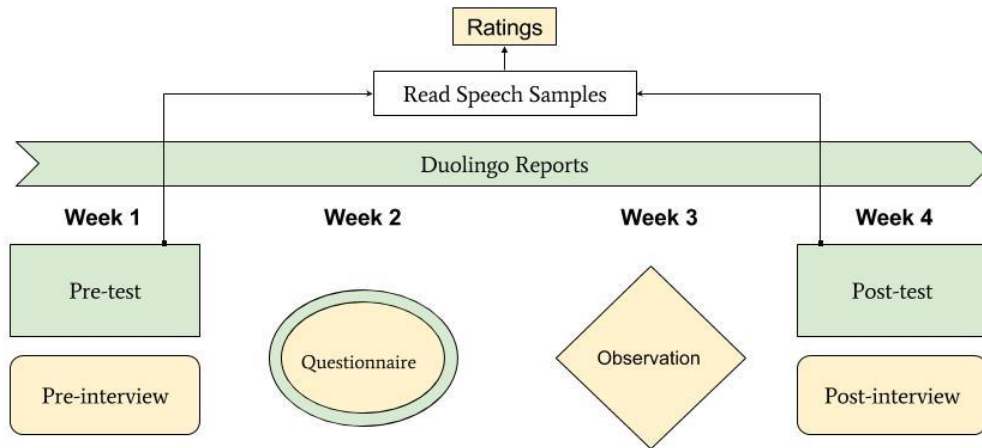 Ratings
Read Speech Samples
Duolingo Reports
Week 1
Week 2
Week 3
Week 4
Pre-test
Post-test
Questionnaire
Observation
Pre-interview
Post-interview